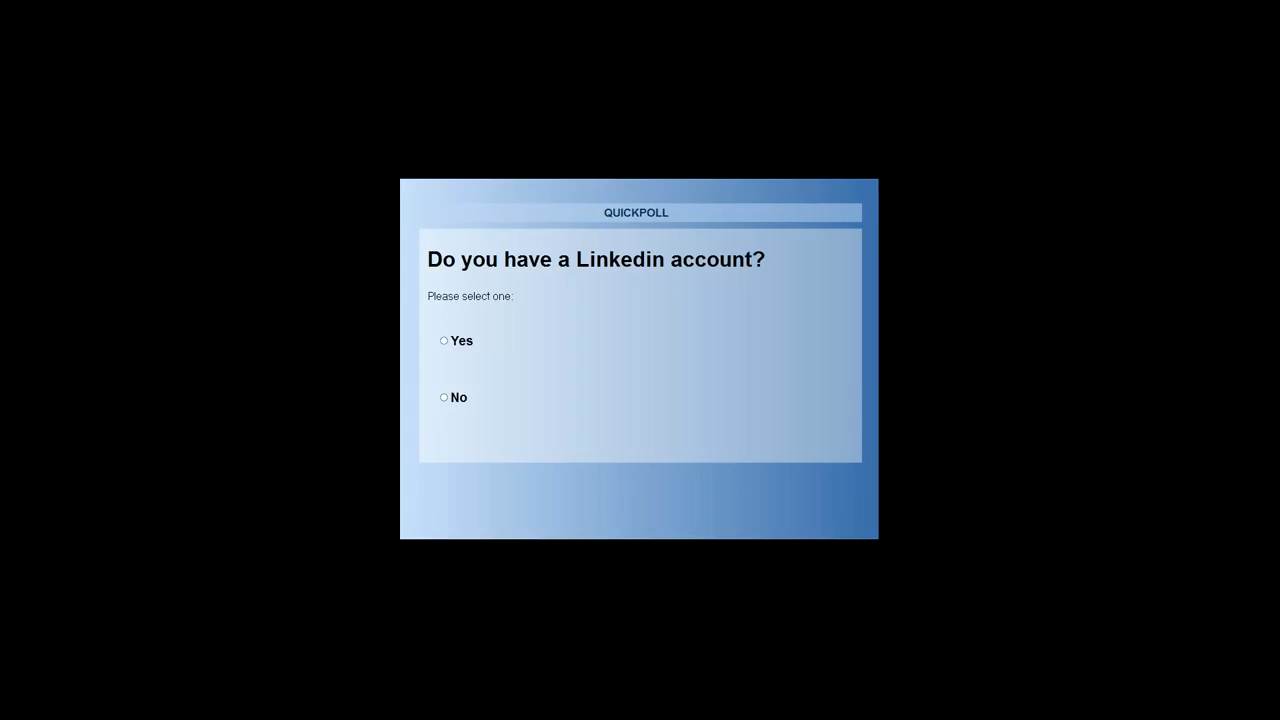 QUICKPOLL
Do you have a Linkedin account?
Please select one:
Yes
No